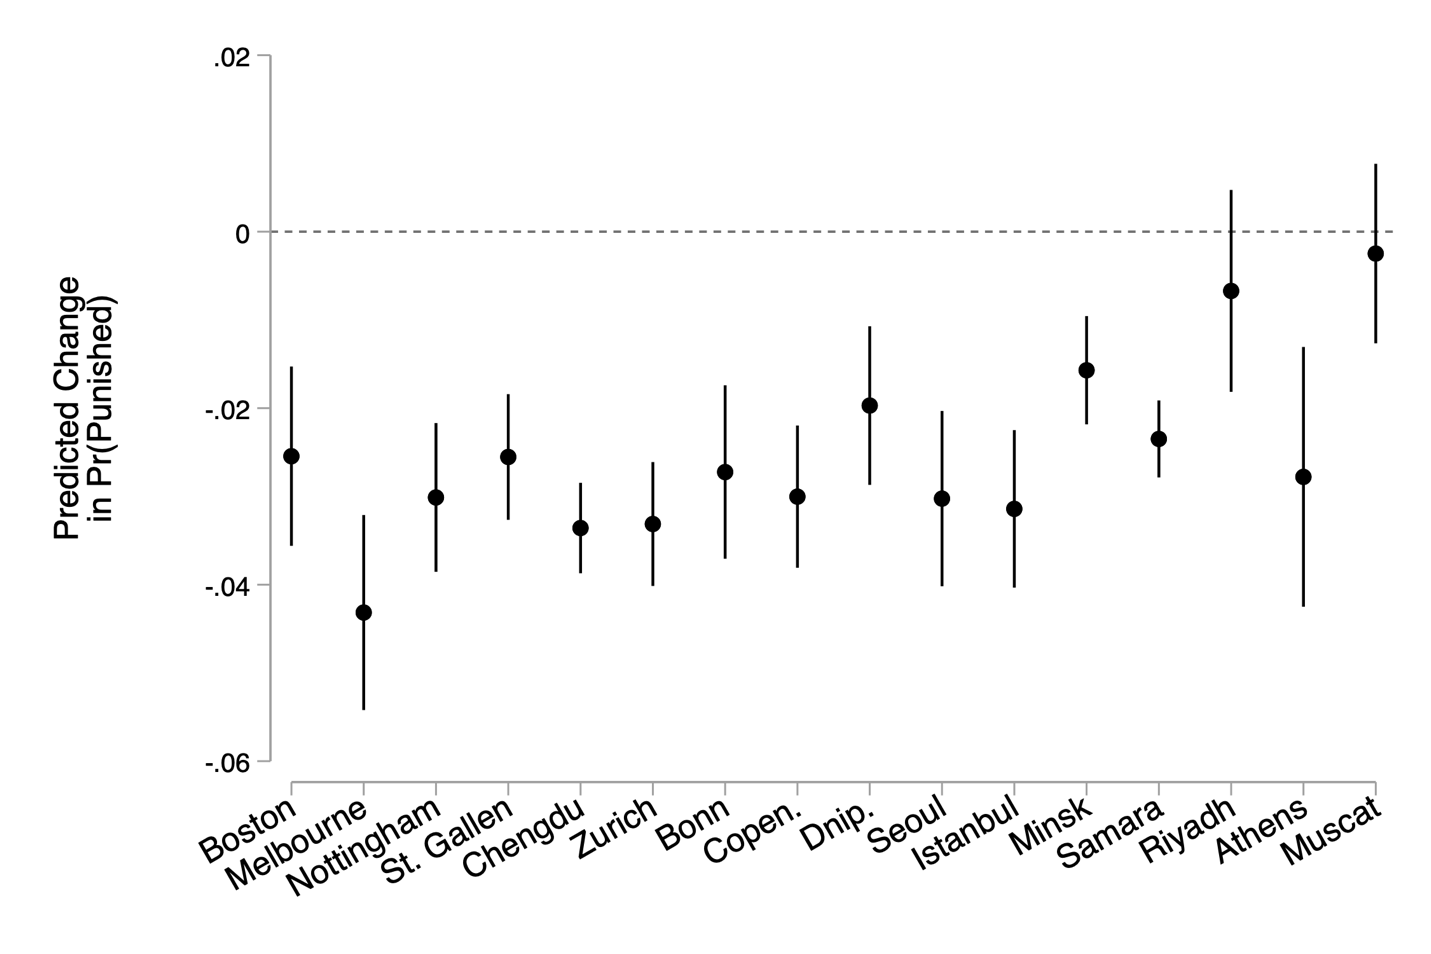 .02
0
-.02
-.04
-.06
Predicted Change
in Pr(Punished)
Boston
Melbourne
Nottingham
St. Gallen
Chengdu
Zurich
Bonn
Copen.
Dnip.
Seoul
Istanbul
Minsk
Samara
Riyadh
Athens
Muscat